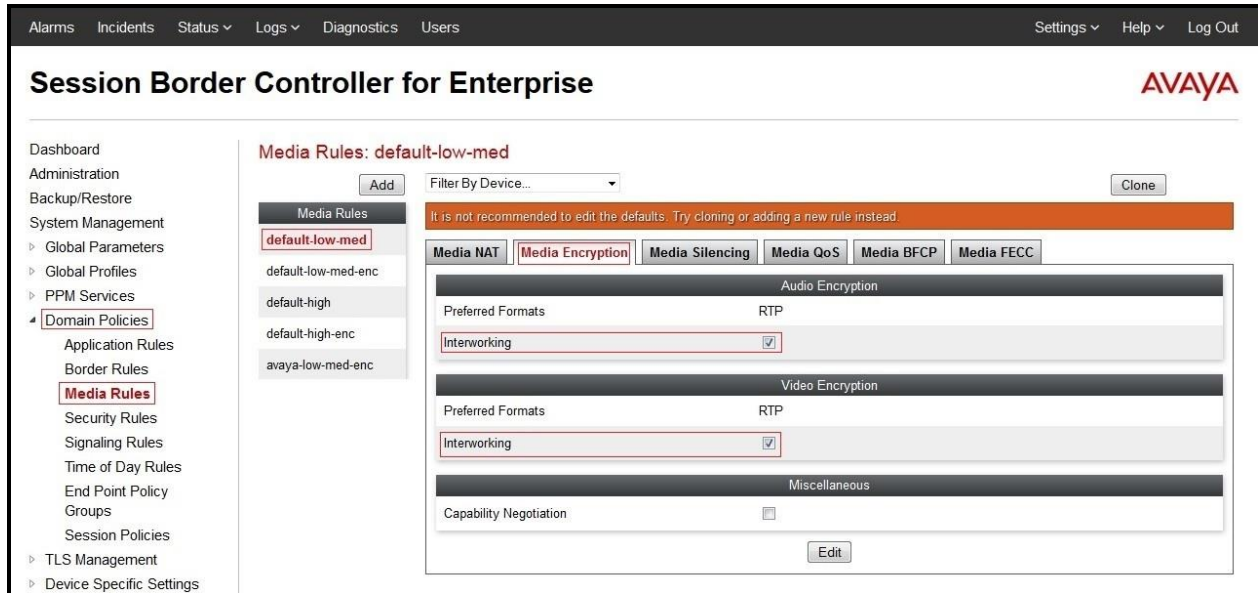 Alarms Incidents Status Logs Diagnostics Users Settings Help Log Out
Session Border Controller for Enterprise
AVAYA
Dashboard
Administration
Backup/Restore
System Management
Global Parameters
Global Profiles
PPM Services
Domain Policies
Application Rules
Border Rules
Media Rules
Security Rules
Signaling Rules
Time of Day Rules
End Point Policy
Groups
Session Policies
TLS Management
Device Specific Settings
Media Rules: default-low-med
Add
Filter By Device...
Clone
Media Rules
default-low-med
default-low-med-enc
default-high
default-high-enc
avaya-low-med-enc
It is not recommended to edit the defaults. Try cloning or adding a new rule instead.
Media NAT Media Encryption Media Silencing Media QoS Media BFCP Media FECC
Audio Encryption
Preferred Formats RTP
Interworking
Video Encryption
Preferred Formats RTP
Interworking
Miscellaneous
Capability Negotiation
Edit